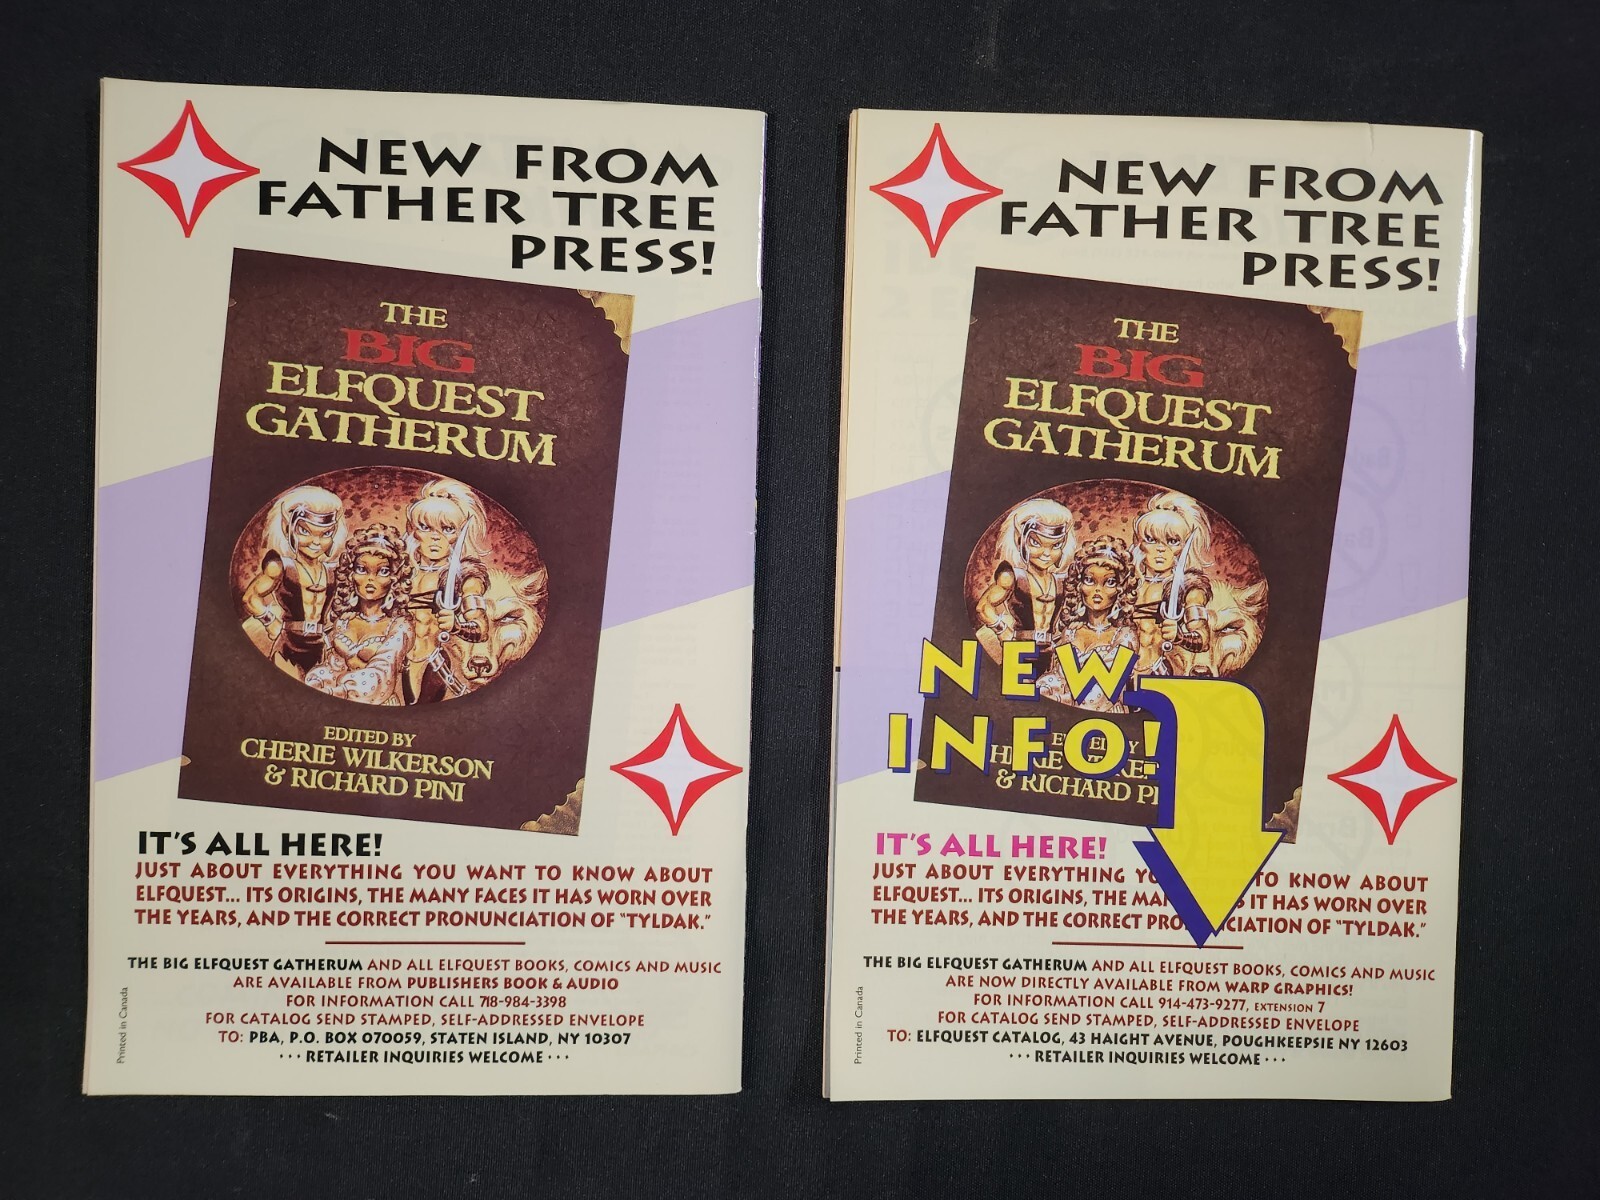 NEW FROM
FATHER TREE
PRESS!
THE
BIG
ELFQUEST
GATHERUM
EDITED BY
CHERIE WILKERSON
& RICHARD PINI
IT'S ALL HERE!
JUST ABOUT EVERYTHING YOU WANT TO KNOW ABOUT
ELFQUEST... ITS ORIGINS, THE MANY FACES IT HAS WORN OVER
THE YEARS, AND THE CORRECT PRONUNCIATION OF "TYLDAK."
THE BIG ELFQUEST GATHERUM AND ALL ELFQUEST BOOKS, COMICS AND MUSIC
ARE AVAILABLE FROM PUBLISHERS BOOK & AUDIO
FOR INFORMATION CALL 718-984-3398
FOR CATALOG SEND STAMPED, SELF-ADDRESSED ENVELOPE
TO: PBA, P.O. BOX 070059, STATEN ISLAND, NY 10307
··· RETAILER INQUIRIES WELCOME ···
Printed in Canada
NEW FROM
FATHER TREE
PRESS!
THE
BIG
ELFQUEST
GATHERUM
NEW
INFO!
& RICHARD
IT'S ALL HERE!
JUST ABOUT EVERYTHING TO KNOW ABOUT
ELFQUEST... ITS ORIGINS, THE IT HAS WORN OVER
THE YEARS, AND THE CORRECT OF "TYLDAK."
THE BIG ELFQUEST GATHERUM AND ALL ELFQUEST BOOKS, COMICS AND MUSIC
ARE NOW DIRECTLY AVAILABLE FROM WARP GRAPHICS!
FOR INFORMATION CALL 914-473-9277, EXTENSION 7
FOR CATALOG SEND STAMPED, SELF-ADDRESSED ENVELOPE
TO: ELFQUEST CATALOG, 43 HAIGHT AVENUE, POUGHKEEPSIE NY 12603
··· RETAILER INQUIRIES WELCOME ···
Printed in Canada